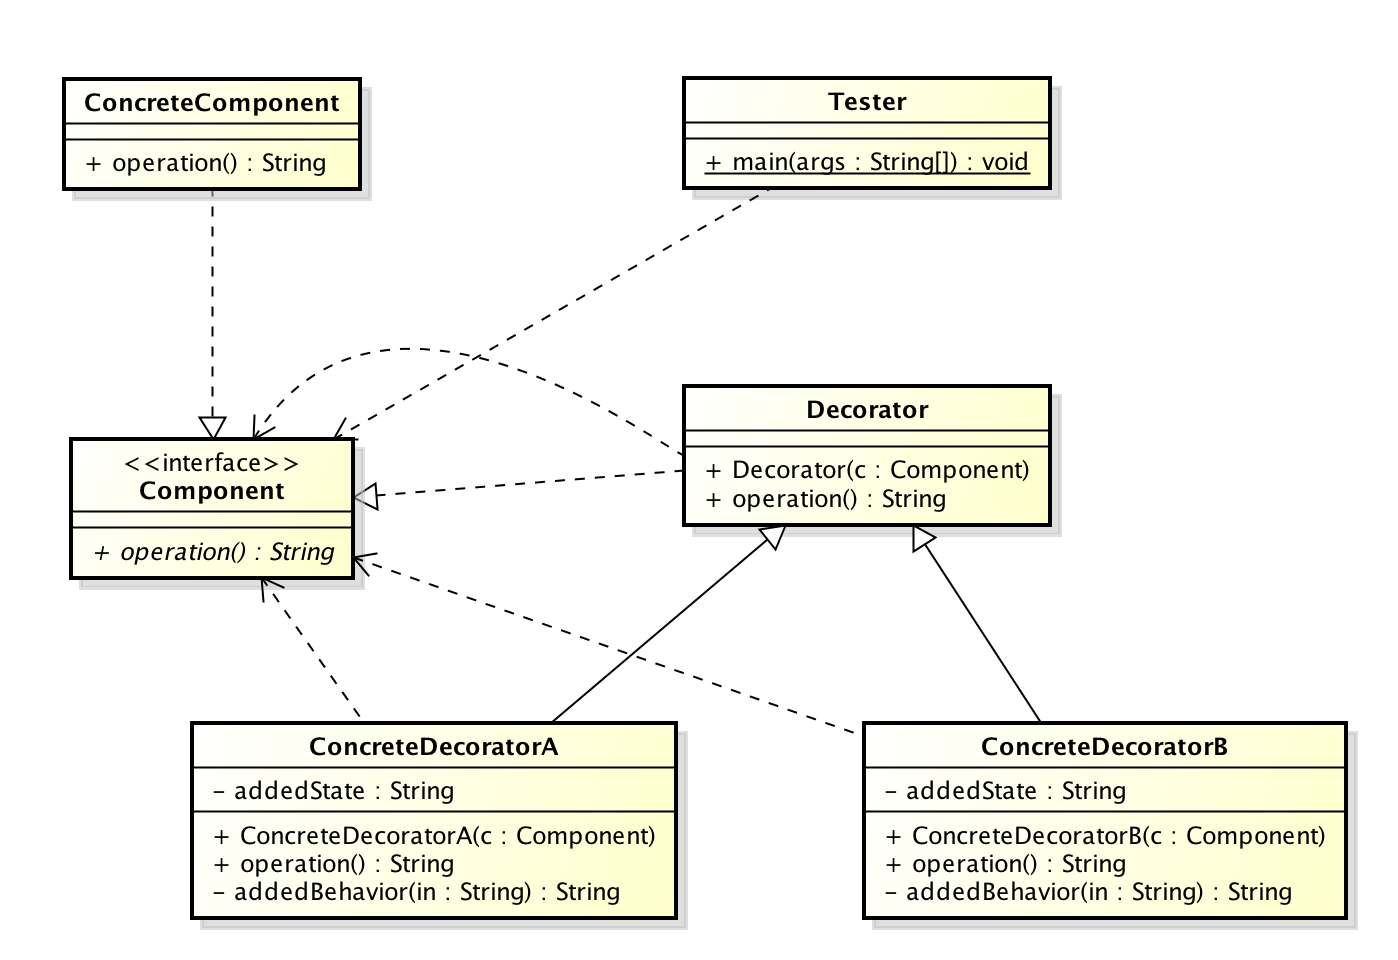 ConcreteComponent
+ operation() : String
Tester
+ main(args : String[]) : void
<<interface>>
Component
+ operation() : String
Decorator
+ Decorator(c : Component)
+ operation() : String
ConcreteDecoratorA
- addedState : String
+ ConcreteDecoratorA(c : Component)
+ operation() : String
- addedBehavior(in : String) : String
ConcreteDecoratorB
- addedState : String
+ ConcreteDecoratorB(c : Component)
+ operation() : String
- addedBehavior(in : String) : String